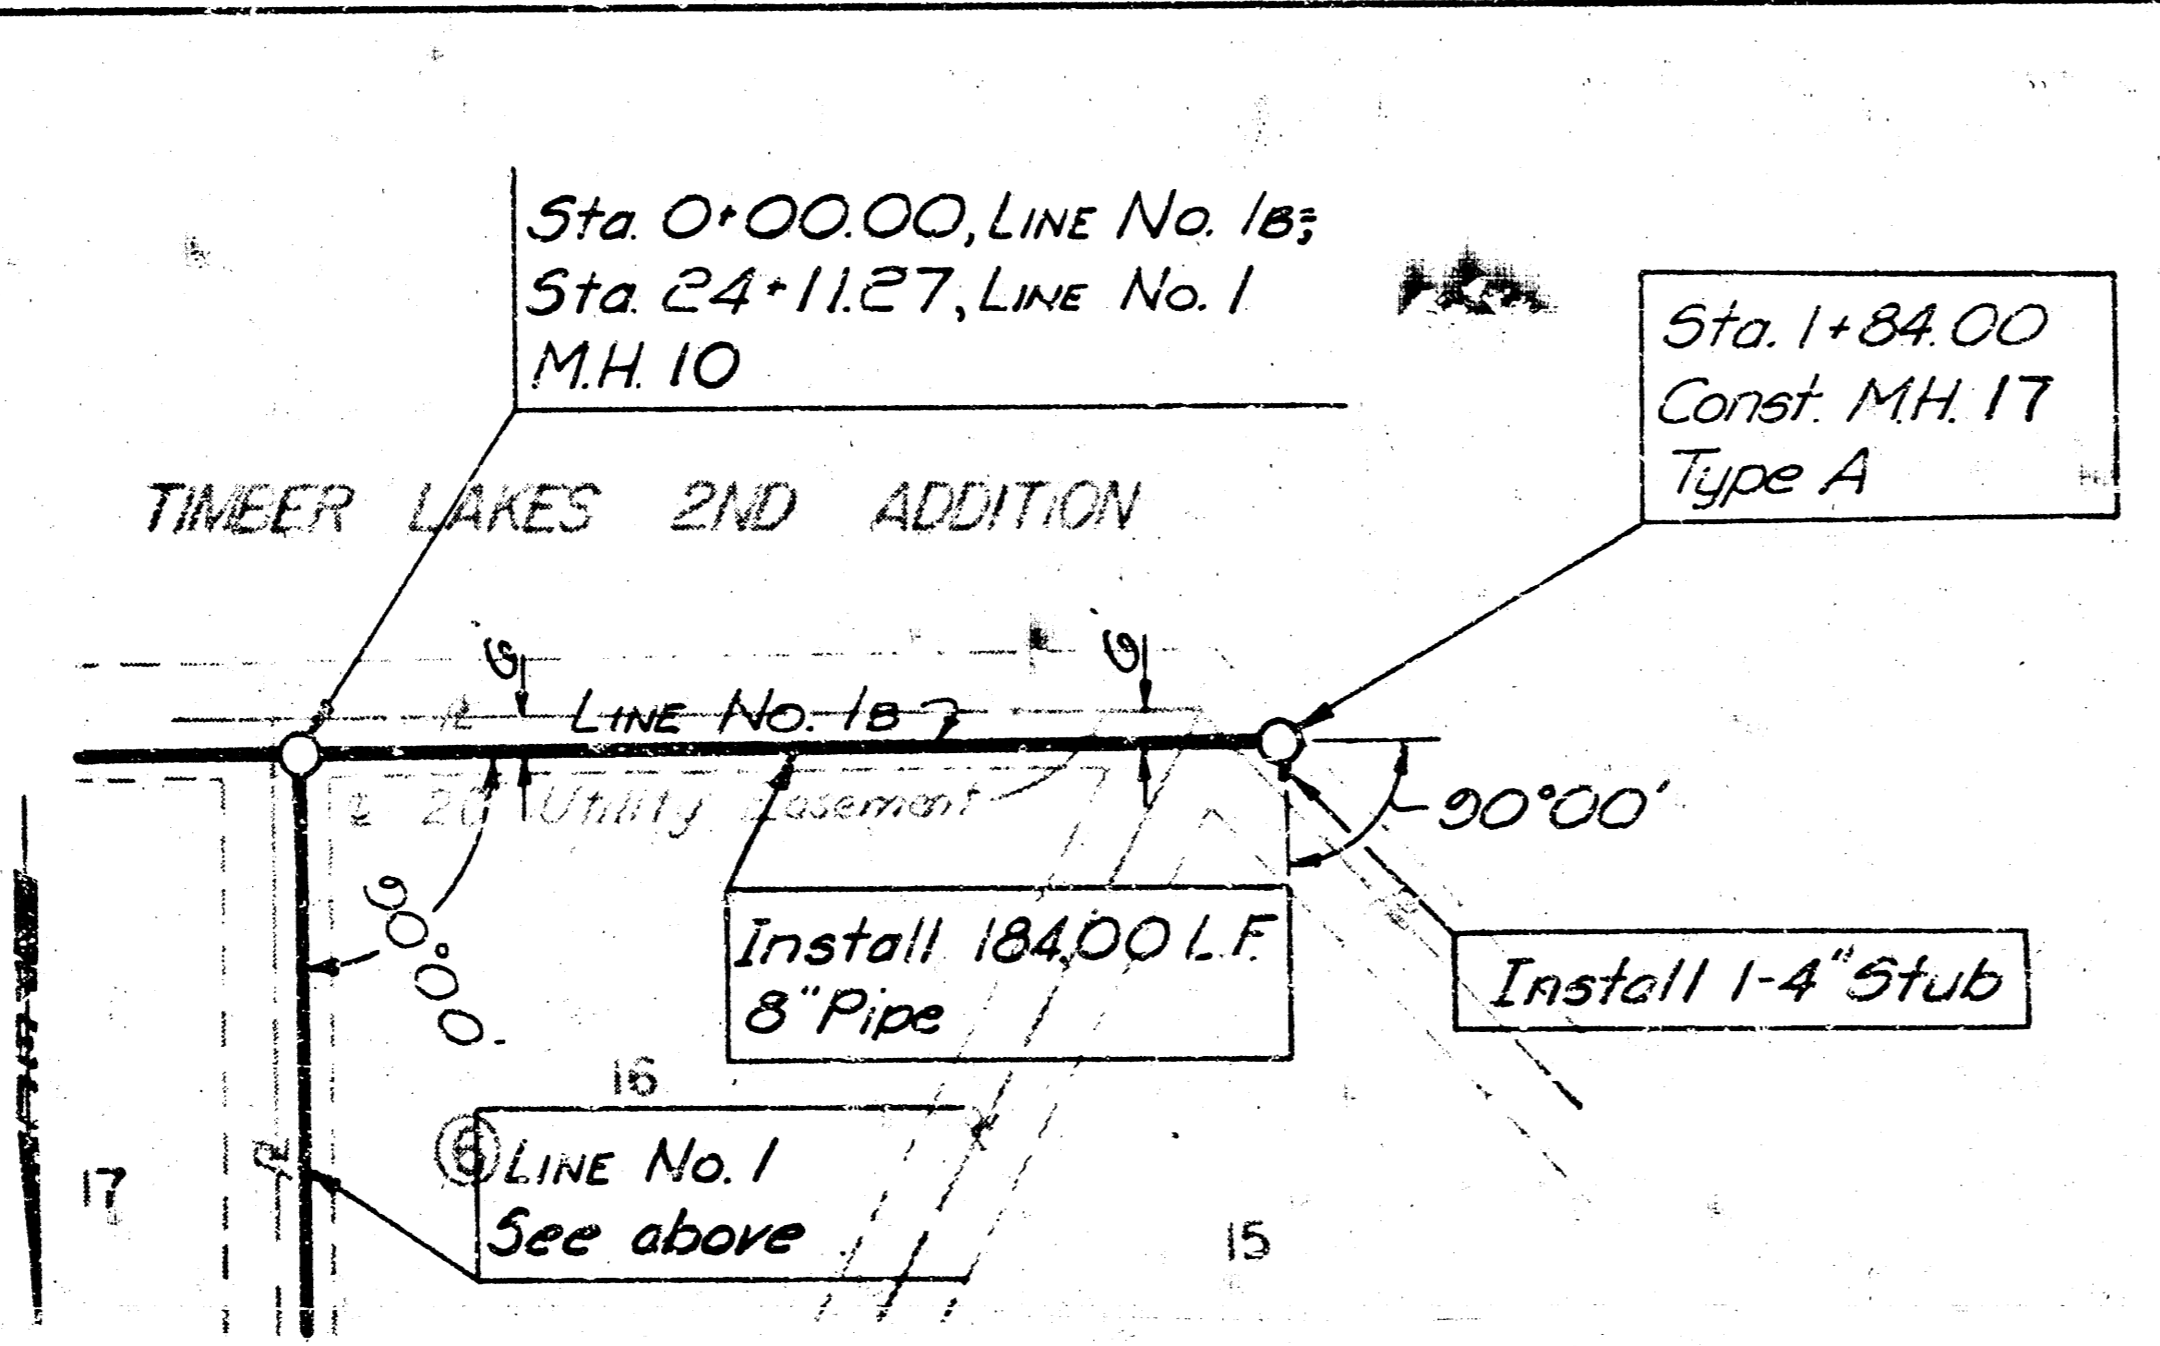 Sta. 0+00.00, LINE No. 1B=;
Sta. 24+11.27, LINE No. 1
M.H. 10
Sta. 1+84.00
Const. M.H. 17
Type A
TIMBER LAKES 2ND ADDITION
6'
6'
LINE No. 1B
20' Utility Easement
90°00'
90°00'
Install 184.00 L.F.
8" Pipe
Install 1-4" Stub
16
6
LINE No. 1
See above
17
15